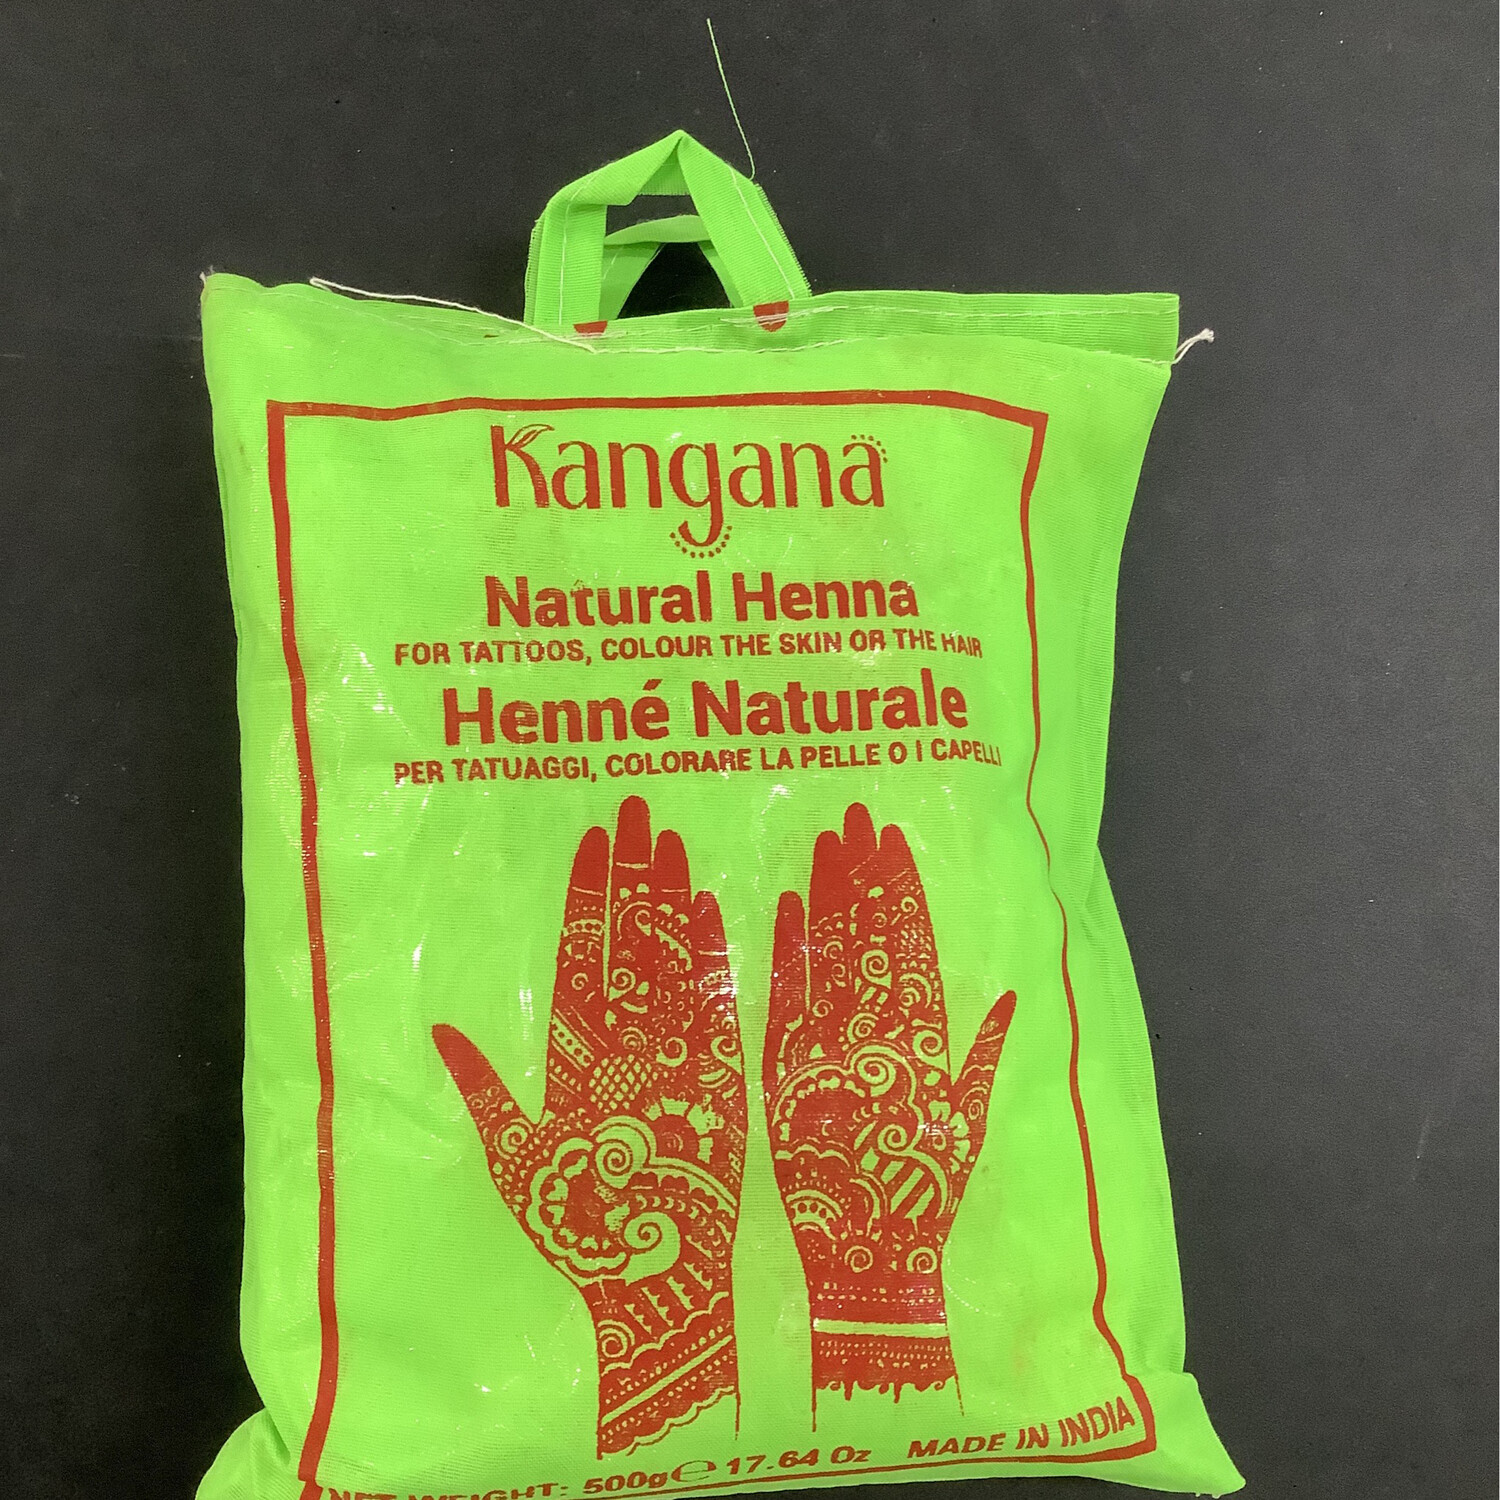 Kangana
Natural Henna
FOR TATTOOS, COLOUR THE SKIN OR THE HAIR
Henné Naturale
PER TATUAGGI, COLORARE LA PELLE O I CAPELLI
NET WEIGHT: 500g℮ 17.64 Oz MADE IN INDIA